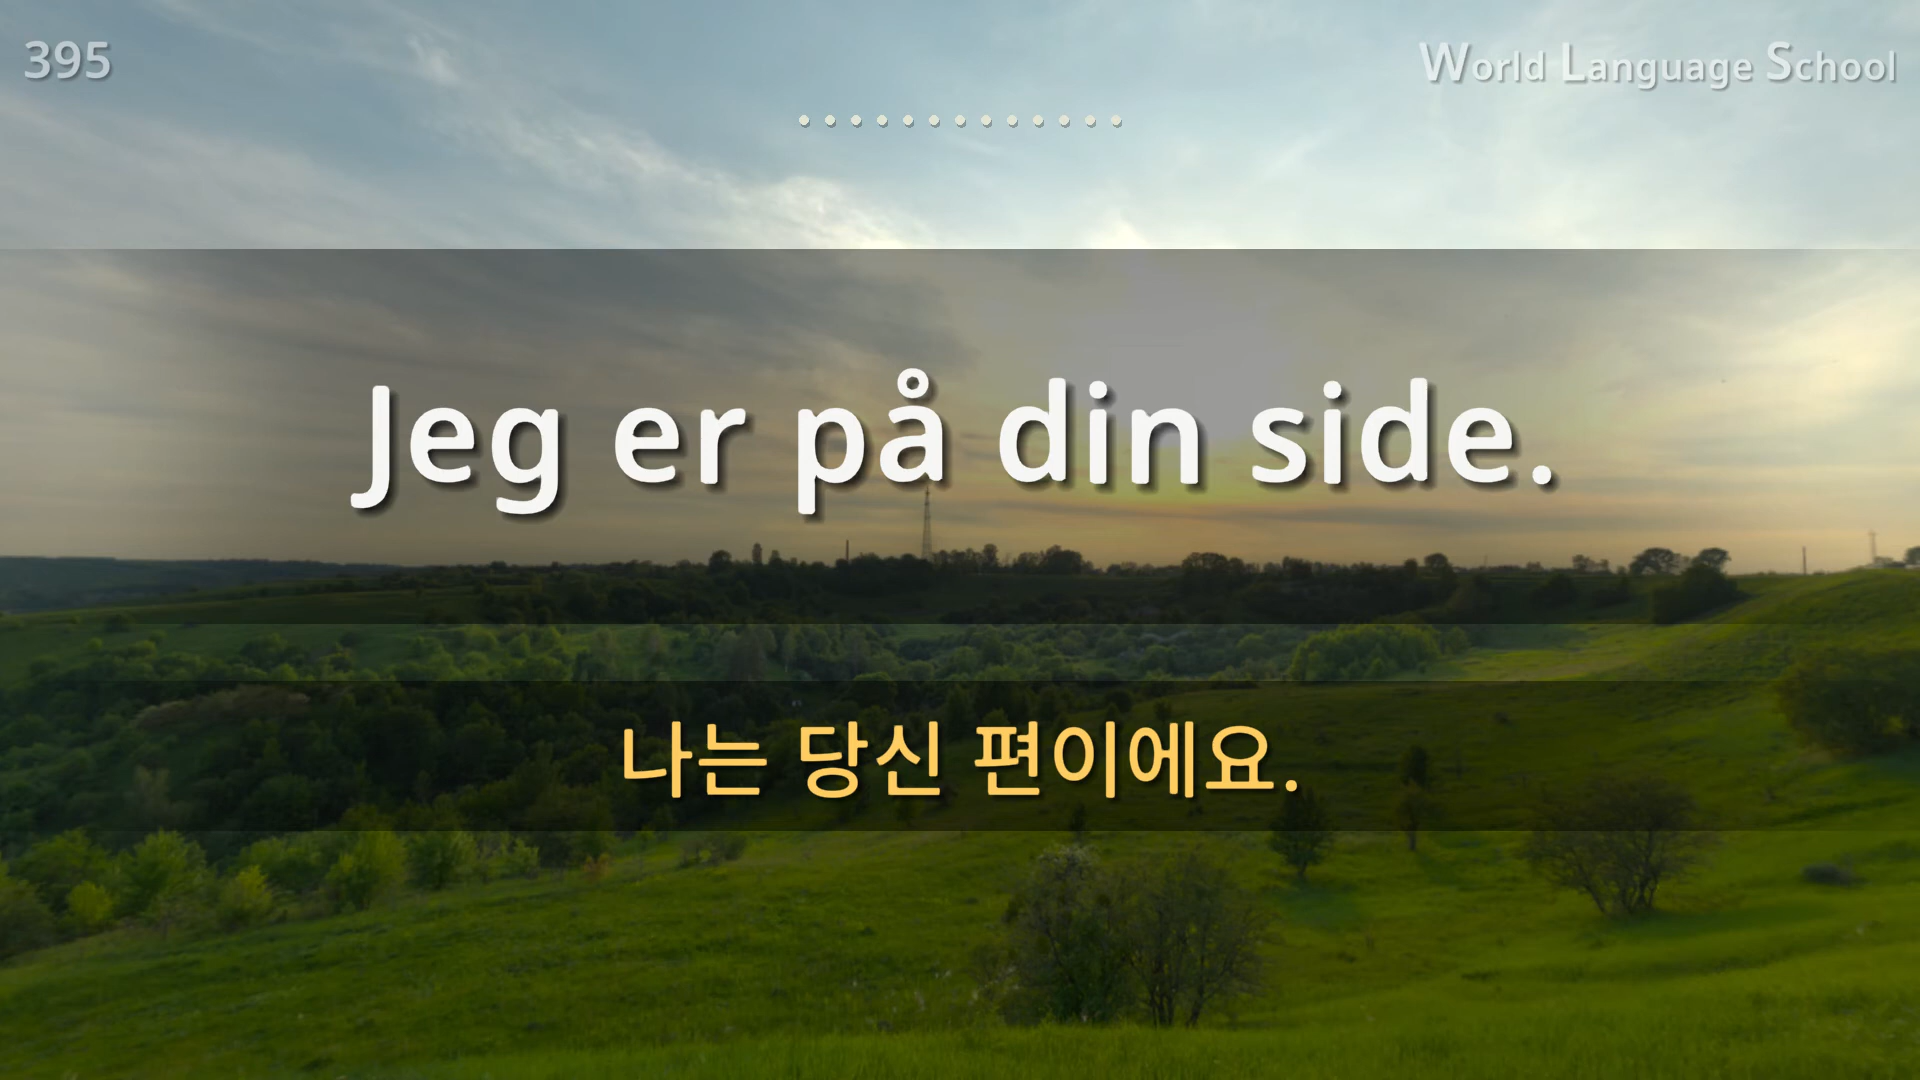 395
World Language School
Jeg er på din side.
나는 당신 편이에요.